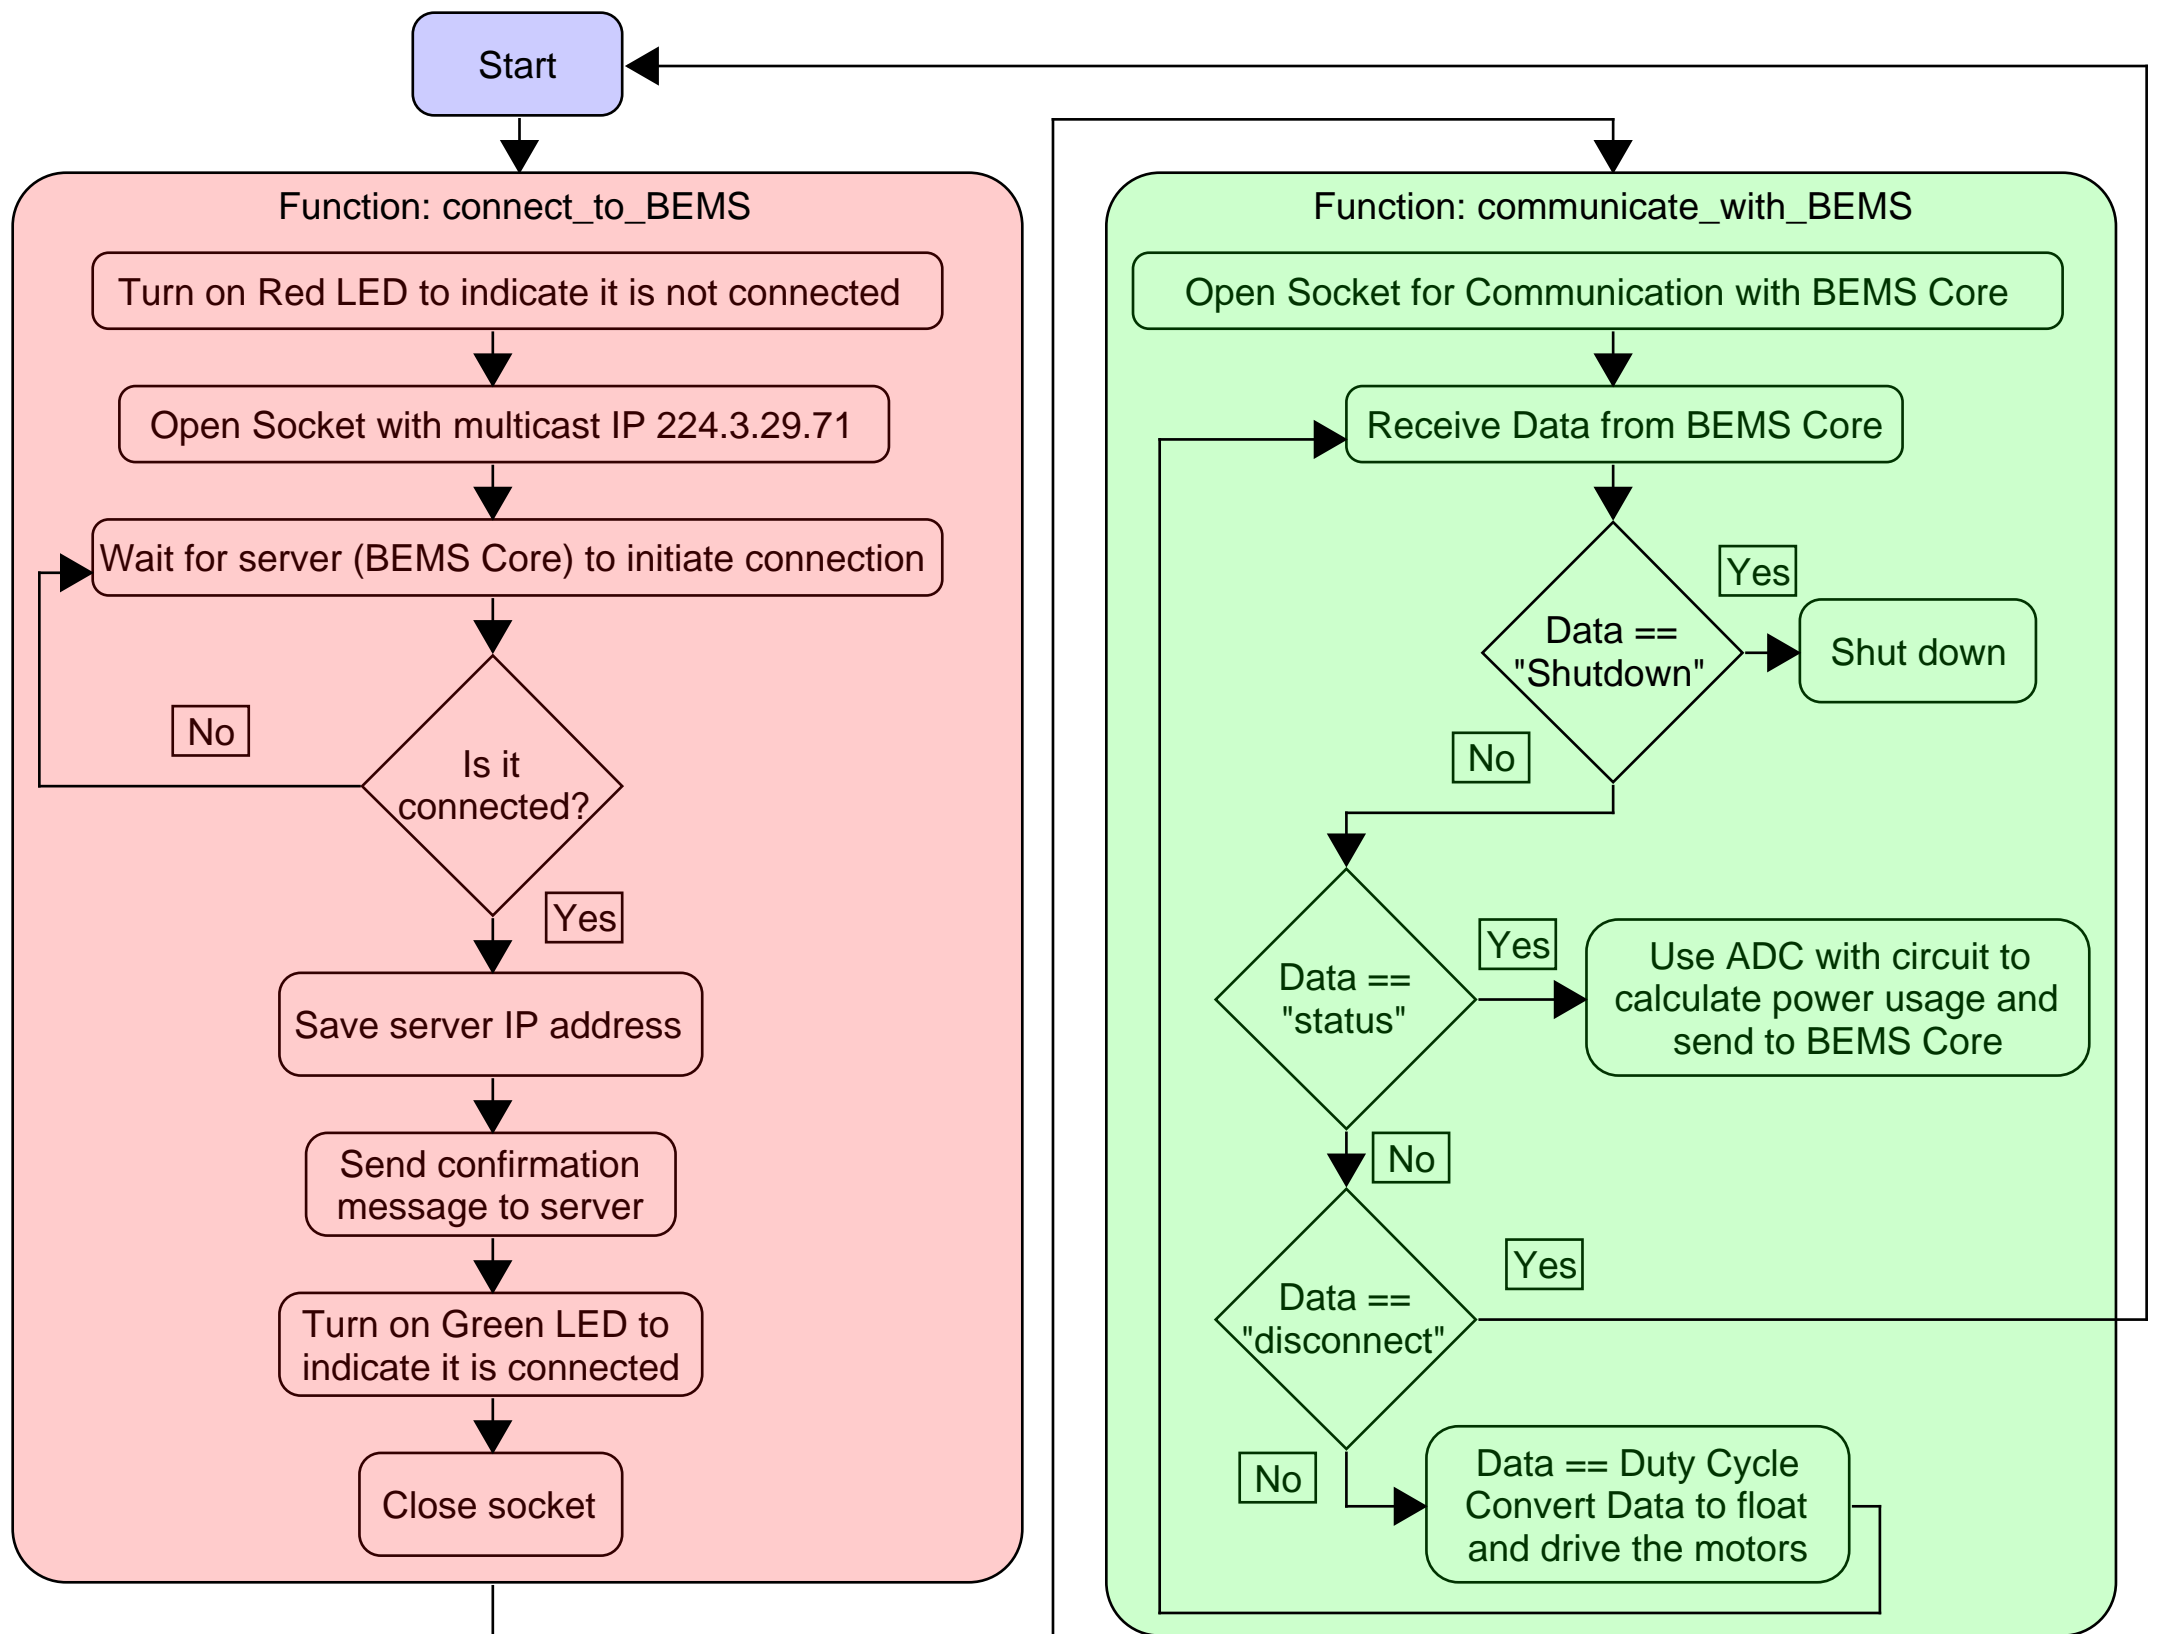 Start
Function: connect_to_BEMS
Turn on Red LED to indicate it is not connected
Open Socket with multicast IP 224.3.29.71
Wait for server (BEMS Core) to initiate connection
No
Is it
connected?
Yes
Save server IP address
Send confirmation
message to server
Turn on Green LED to
indicate it is connected
Close socket
Function: communicate_with_BEMS
Open Socket for Communication with BEMS Core
Receive Data from BEMS Core
Yes
Data ==
"Shutdown"
Shut down
No
Yes
Data ==
"status"
Use ADC with circuit to
calculate power usage and
send to BEMS Core
No
Yes
Data ==
"disconnect"
No
Data == Duty Cycle
Convert Data to float
and drive the motors